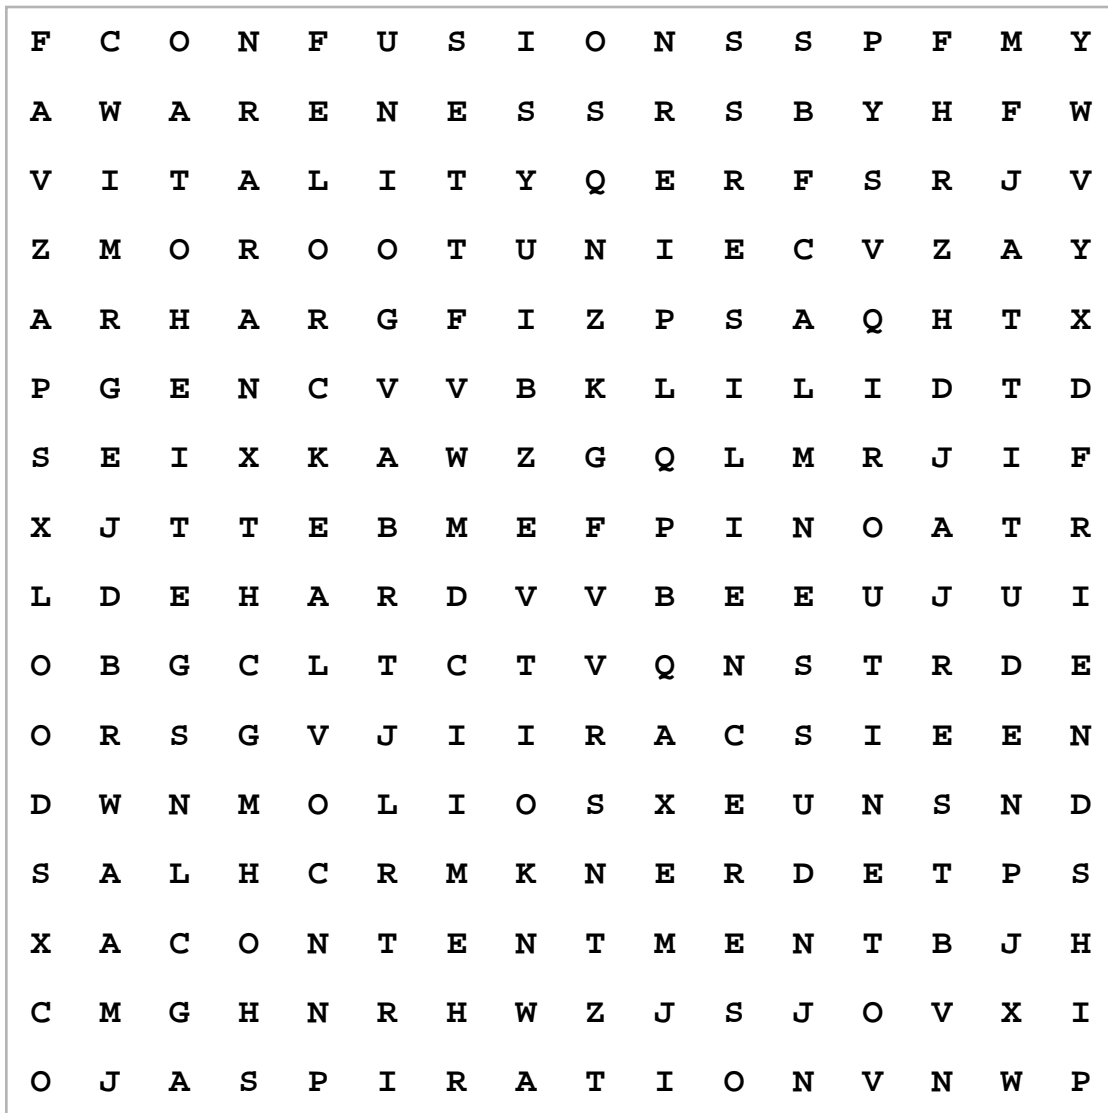 F C O N F U S I O N S S P F M Y
A W A R E N E S S R S B Y H F W
V I T A L I T Y Q E R F S R J V
Z M O R O O T U N I E C V Z A Y
A R H A R G F I Z P S A Q H T X
P G E N C V V B K L I L I D T D
S E I X K A W Z G Q L M R J I F
X J T T E B M E F P I N O A T R
L D E H A R D V V B E E U J U I
O B G C L T C T V Q N S T R D E
O R S G V J I I R A C S I E E N
D W N M O L I O S X E U N S N D
S A L H C R M K N E R D E T P S
X A C O N T E N T M E N T B J H
C M G H N R H W Z J S J O V X I
O J A S P I R A T I O N V N W P